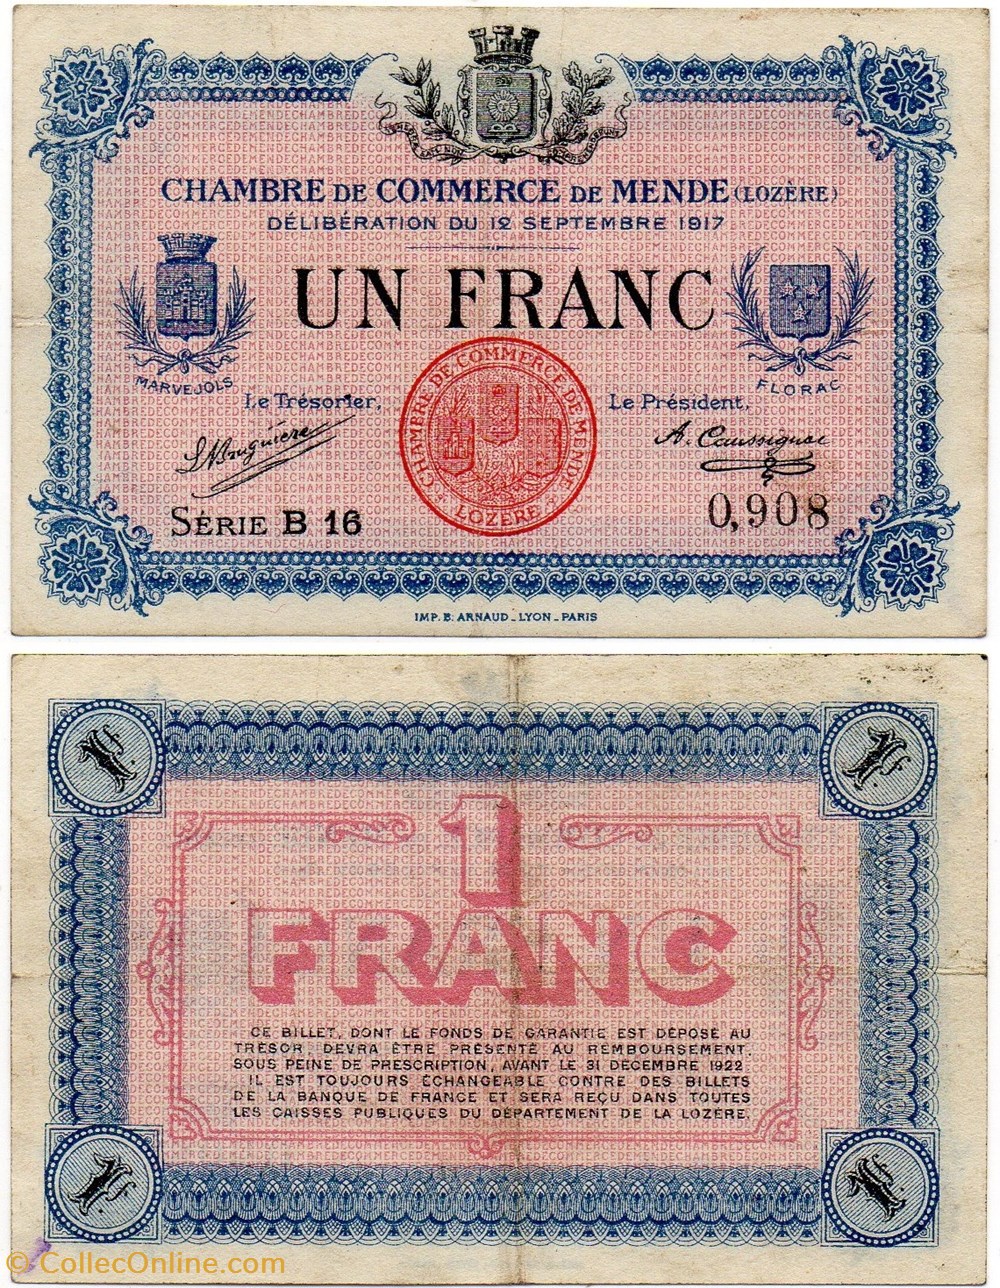 CHAMBRE DE COMMERCE DE MENDE (LOZÈRE)
DÉLIBÉRATION DU 12 SEPTEMBRE 1917
UN FRANC
MARVEJOLS
FLORAC
Le Trésorier,
Le Président,
CHAMBRE DE COMMERCE DE MENDE
LOZÈRE
A. Caussignac
SÉRIE B 16
0,908
IMP. B. ARNAUD_LYON_PARIS
1
FRANC
CE BILLET, DONT LE FONDS DE GARANTIE EST DÉPOSÉ AU
TRÉSOR, DEVRA ÊTRE PRÉSENTÉ AU REMBOURSEMENT,
SOUS PEINE DE PRESCRIPTION, AVANT LE 31 DÉCEMBRE 1922
IL EST TOUJOURS ÉCHANGEABLE CONTRE DES BILLETS
DE LA BANQUE DE FRANCE ET SERA REÇU DANS TOUTES
LES CAISSES PUBLIQUES DU DÉPARTEMENT DE LA LOZÈRE.
© CollecOnline.com